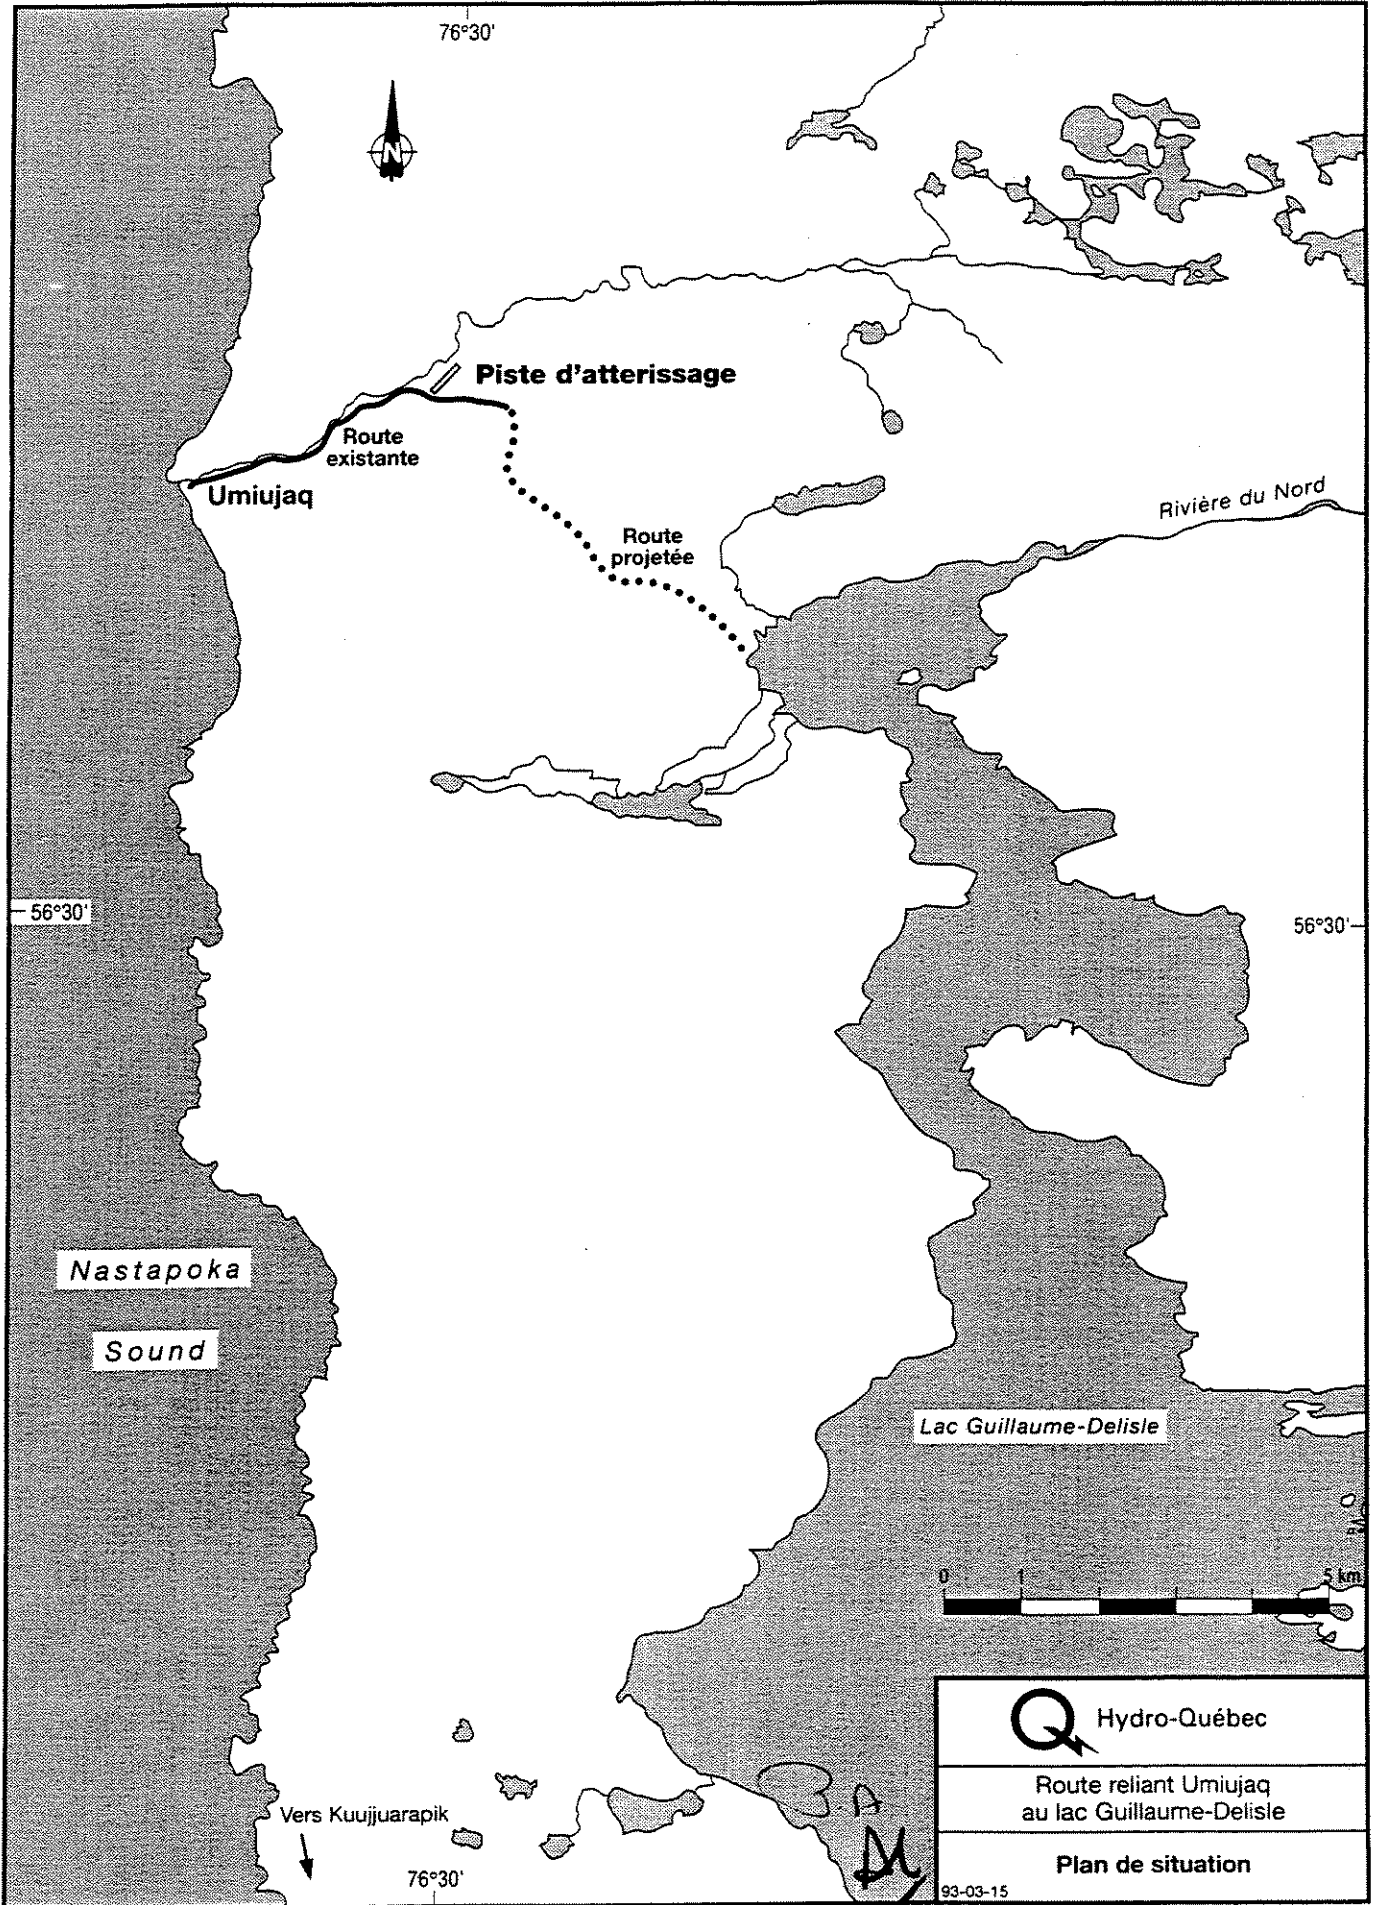 76°30'
N
Piste d'atterissage
Route
existante
Umiujaq
Rivière du Nord
Route
projetée
56°30'
56°30'
Nastapoka
Sound
Lac Guillaume-Delisle
0 1 5 km
Hydro-Québec
Route reliant Umiujaq
au lac Guillaume-Delisle
Vers Kuujjuarapik
Plan de situation
76°30'
93-03-15